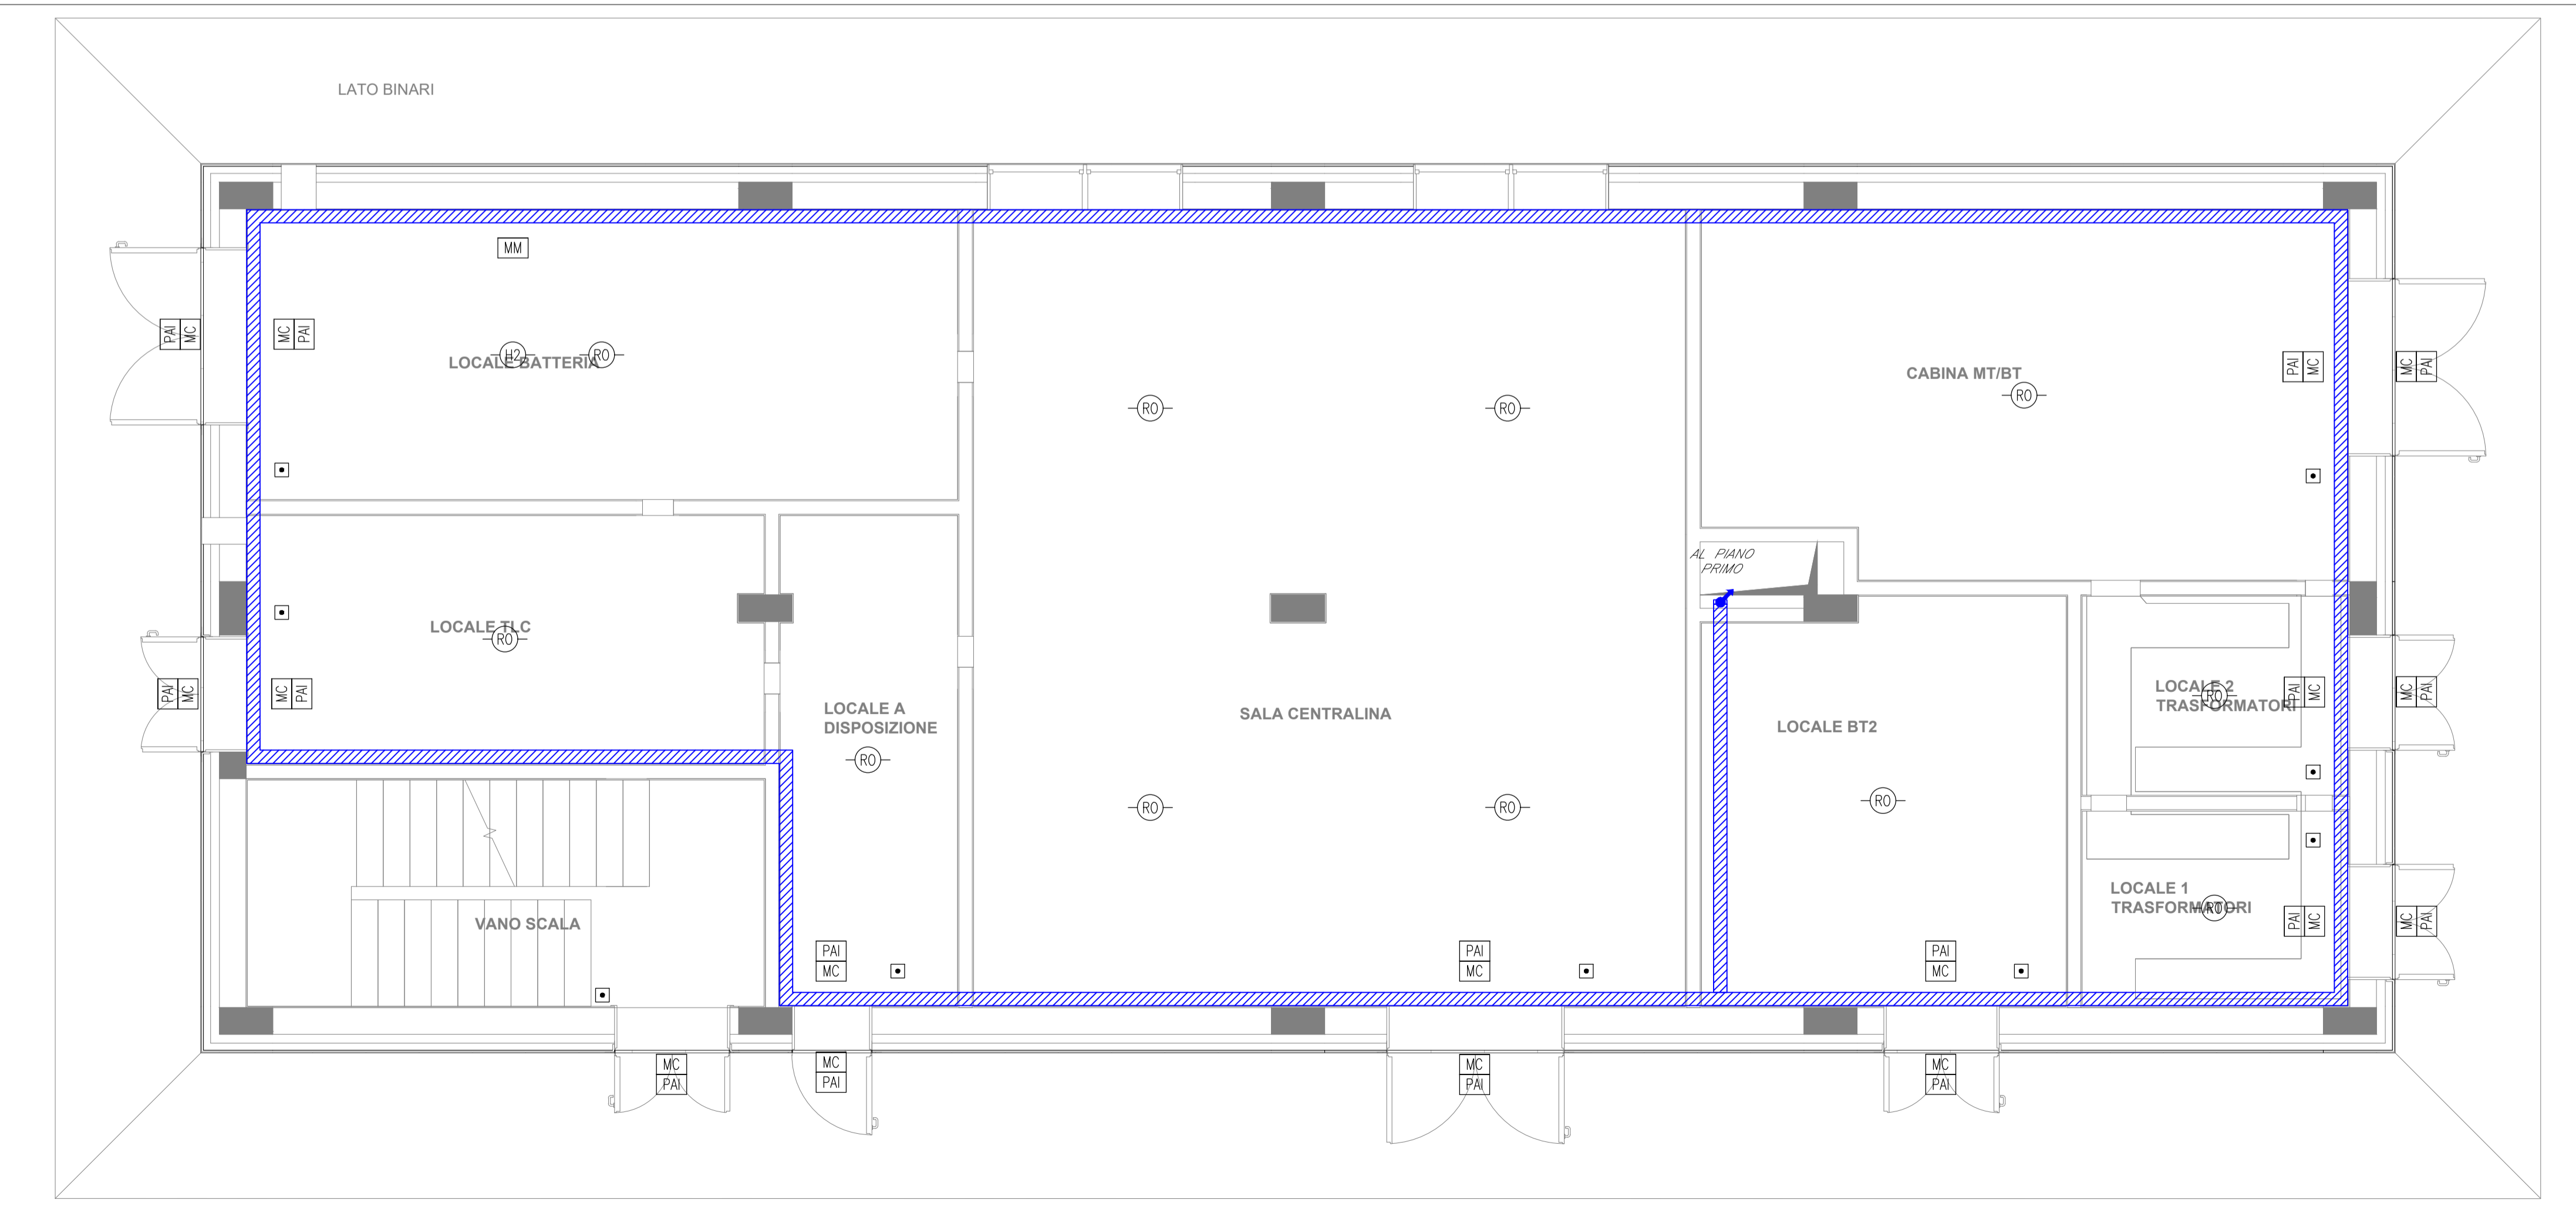 LATO BINARI
MM
PAI MC
MC PAI
LOCALE BATTERIA
H2
RO
RO
RO
CABINA MT/BT
RO
PAI MC
MC PAI
AL PIANO
PRIMO
LOCALE TLC
RO
PAI MC
MC PAI
LOCALE A
DISPOSIZIONE
RO
SALA CENTRALINA
RO
RO
LOCALE BT2
RO
LOCALE 2
TRASFORMATORI
RO
PAI MC
MC PAI
LOCALE 1
TRASFORMATORI
RO
PAI MC
MC PAI
VANO SCALA
PAI
MC
PAI
MC
PAI
MC
MC
PAI
MC
PAI
MC
PAI
MC
PAI